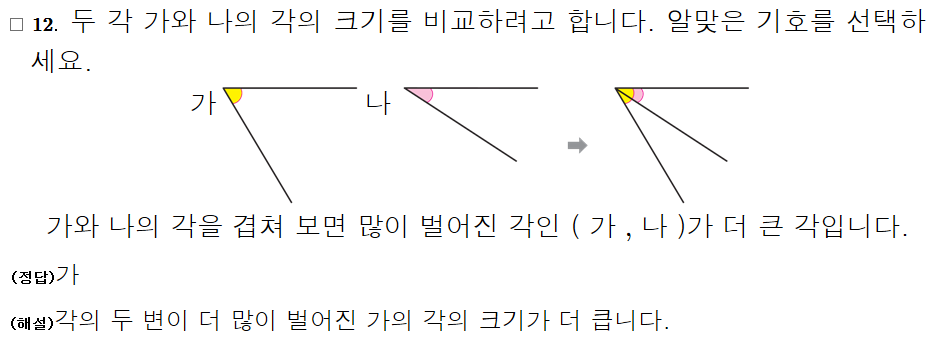 □ 12. 두 각 가와 나의 각의 크기를 비교하려고 합니다. 알맞은 기호를 선택하
세요.
가 나
가와 나의 각을 겹쳐 보면 많이 벌어진 각인 ( 가 , 나 )가 더 큰 각입니다.
(정답)가
(해설)각의 두 변이 더 많이 벌어진 가의 각의 크기가 더 큽니다.